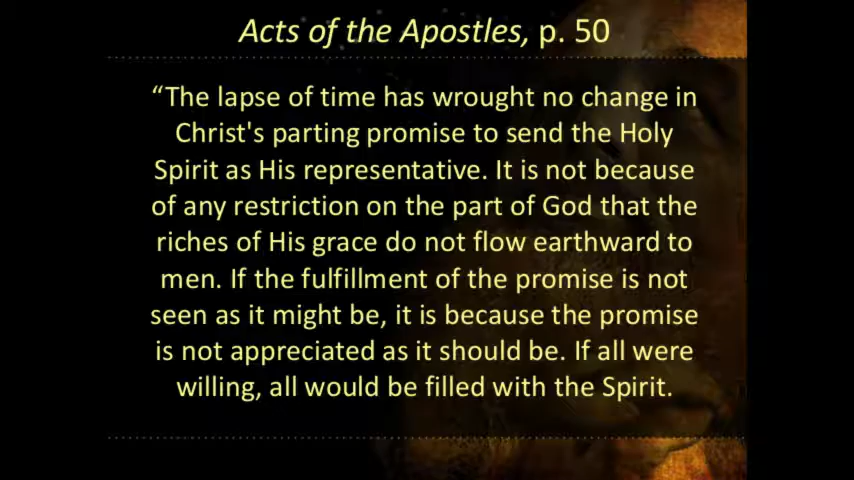 Acts of the Apostles, p. 50
“The lapse of time has wrought no change in
Christ's parting promise to send the Holy
Spirit as His representative. It is not because
of any restriction on the part of God that the
riches of His grace do not flow earthward to
men. If the fulfillment of the promise is not
seen as it might be, it is because the promise
is not appreciated as it should be. If all were
willing, all would be filled with the Spirit.